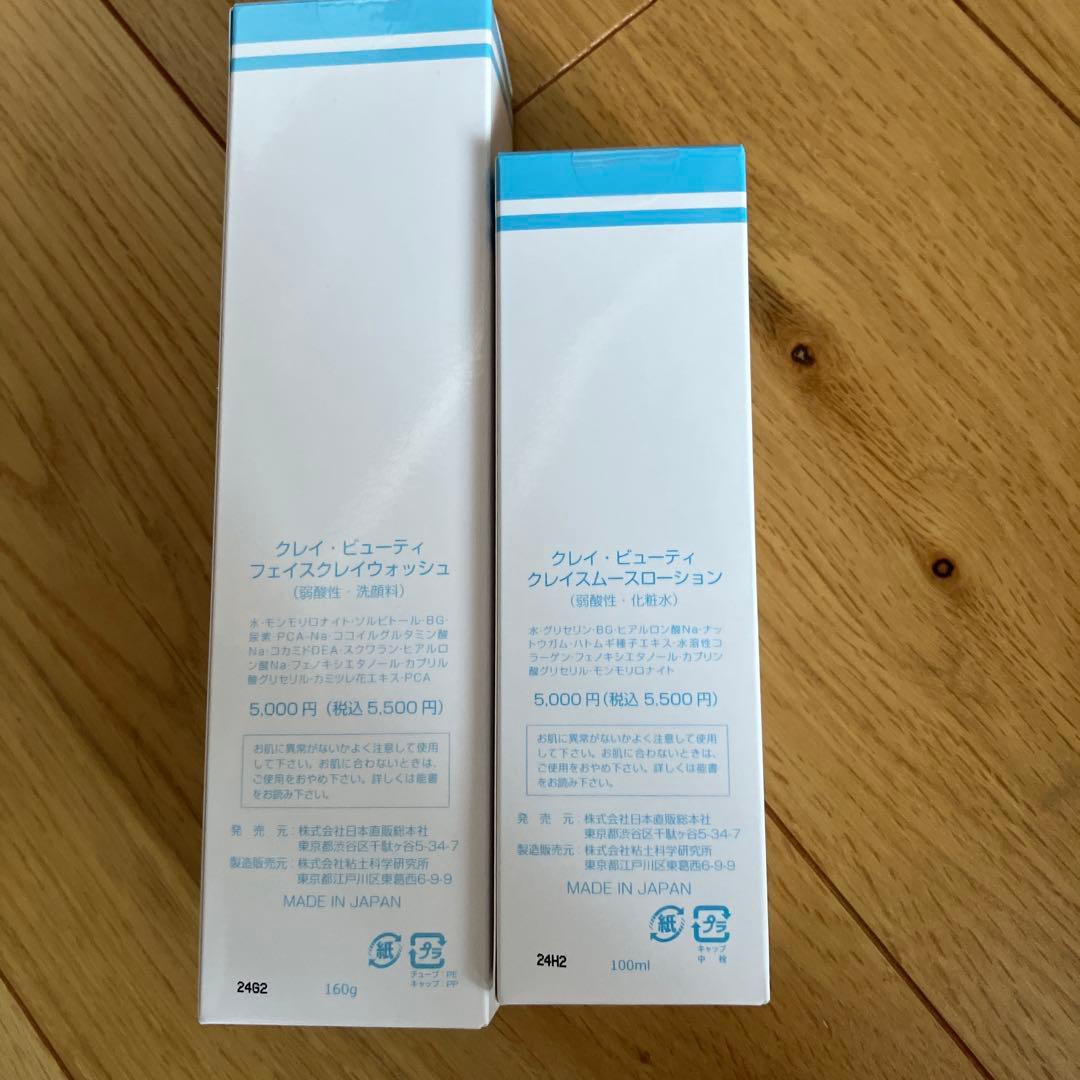 クレイ・ビューティ
フェイスクレイウォッシュ
(弱酸性・洗顔料)
水・モンモリロナイト・ソルビトール・BG・
尿素・PCA-Na・ココイルグルタミン酸
Na・コカミドDEA・スクワラン・ヒアルロ
ン酸Na・フェノキシエタノール・カプリル
酸グリセリル・カミツレ花エキス・PCA
5,000円(税込5,500円)
お肌に異常がないかよく注意して使用
して下さい。お肌に合わないときは、
ご使用をおやめ下さい。詳しくは能書
をお読み下さい。
発売元:株式会社日本直販総本社
東京都渋谷区千駄ヶ谷5-34-7
製造販売元:株式会社粘土科学研究所
東京都江戸川区東葛西6-9-9
MADE IN JAPAN
紙
プラ
チューブ:PE
キャップ:PP
24G2
160g
クレイ・ビューティ
クレイスムースローション
(弱酸性・化粧水)
水・グリセリン・BG・ヒアルロン酸Na・ナッ
トウガム・ハトムギ種子エキス・水溶性コ
ラーゲン・フェノキシエタノール・カプリン
酸グリセリル・モンモリロナイト
5,000円(税込5,500円)
お肌に異常がないかよく注意して使用
して下さい。お肌に合わないときは、
ご使用をおやめ下さい。詳しくは能書
をお読み下さい。
発売元:株式会社日本直販総本社
東京都渋谷区千駄ヶ谷5-34-7
製造販売元:株式会社粘土科学研究所
東京都江戸川区東葛西6-9-9
MADE IN JAPAN
紙
プラ
キャップ
中栓
24H2
100ml